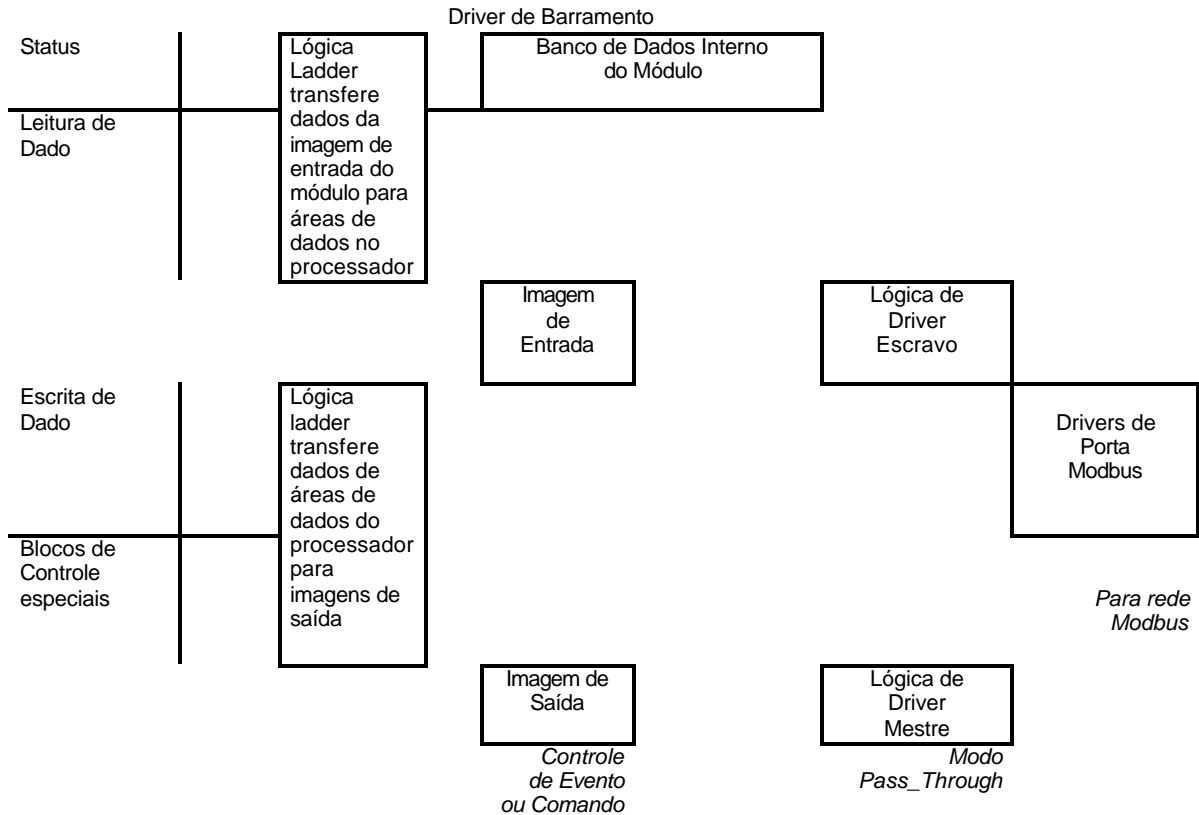 Driver de Barramento
Status
Leitura de
Dado
Lógica
Ladder
transfere
dados da
imagem de
entrada do
módulo para
áreas de
dados no
processador
Banco de Dados Interno
do Módulo
Imagem
de
Entrada
Lógica de
Driver
Escravo
Escrita de
Dado
Blocos de
Controle
especiais
Lógica
ladder
transfere
dados de
áreas de
dados do
processador
para
imagens de
saída
Drivers de
Porta
Modbus
Para rede
Modbus
Imagem de
Saída
Controle
de Evento
ou Comando
Lógica de
Driver
Mestre
Modo
Pass_Through